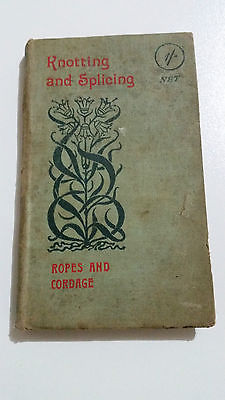 Knotting
and Splicing
1/-
NET
ROPES AND
CORDAGE